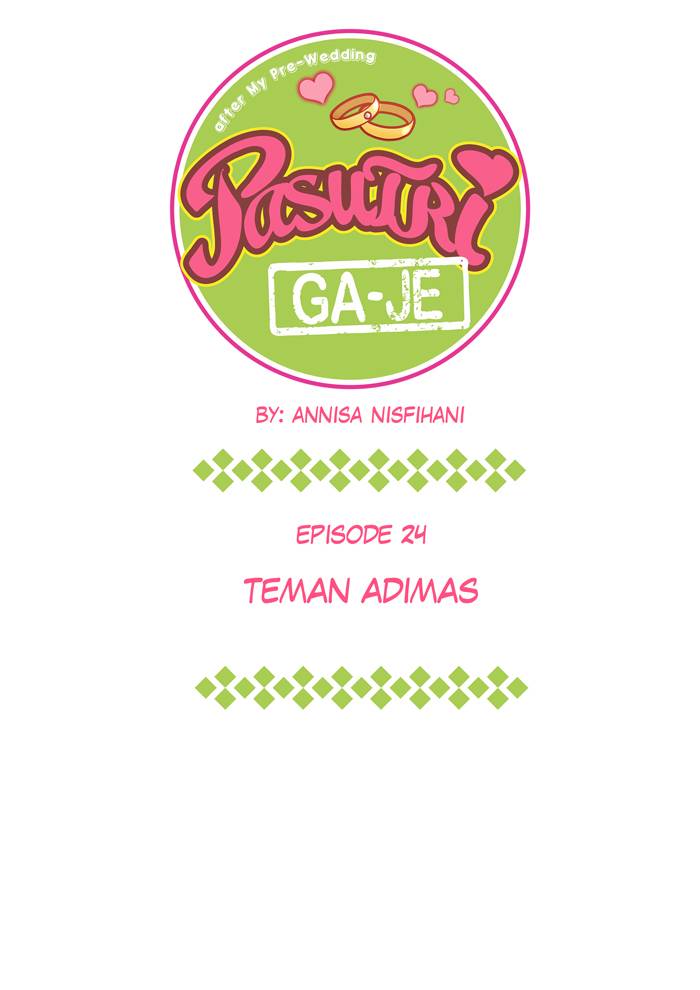 after My Pre-Wedding
Pasutri
GA-JE
BY: ANNISA NISFIHANI
EPISODE 24
TEMAN ADIMAS